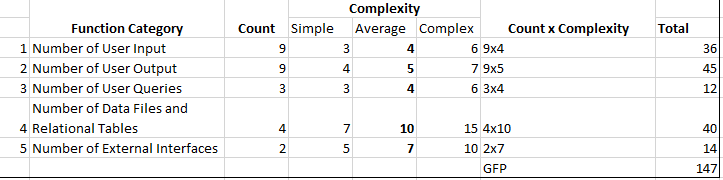 Complexity
Function Category Count Simple Average Complex Count x Complexity Total
1 Number of User Input 9 3 4 6 9x4 36
2 Number of User Output 9 4 5 7 9x5 45
3 Number of User Queries 3 3 4 6 3x4 12
Number of Data Files and
4 Relational Tables 4 7 10 15 4x10 40
5 Number of External Interfaces 2 5 7 10 2x7 14
GFP 147